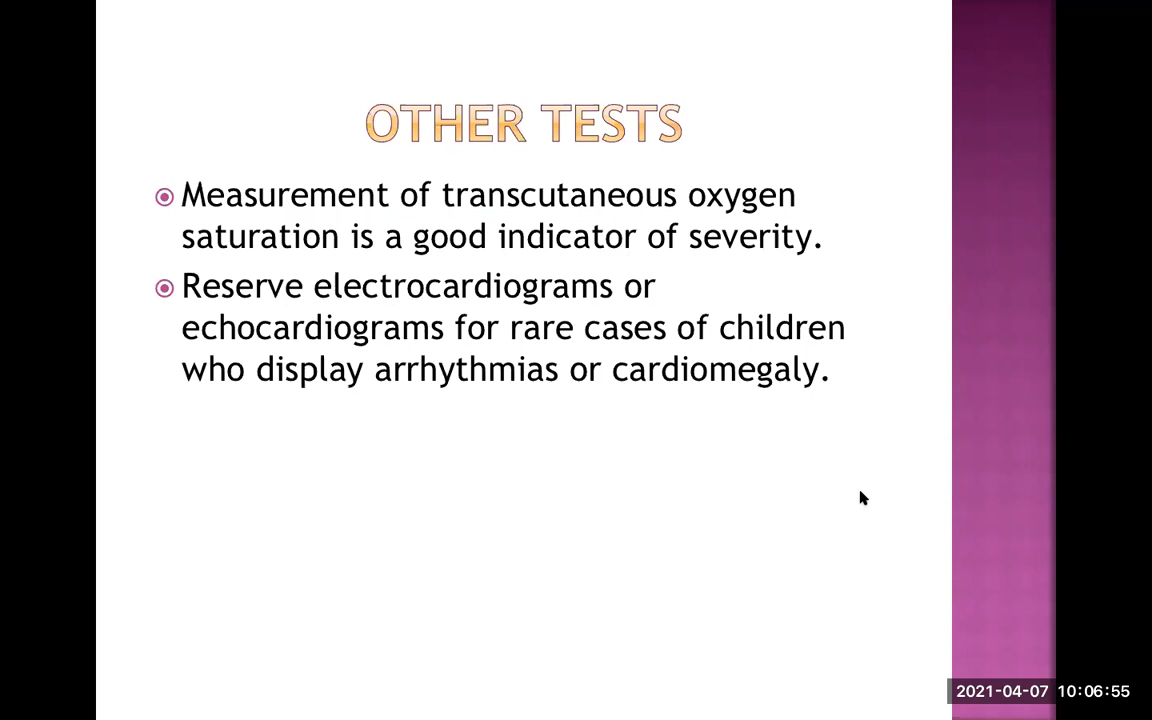 OTHER TESTS
Measurement of transcutaneous oxygen
saturation is a good indicator of severity.
Reserve electrocardiograms or
echocardiograms for rare cases of children
who display arrhythmias or cardiomegaly.
2021-04-07 10:06:55